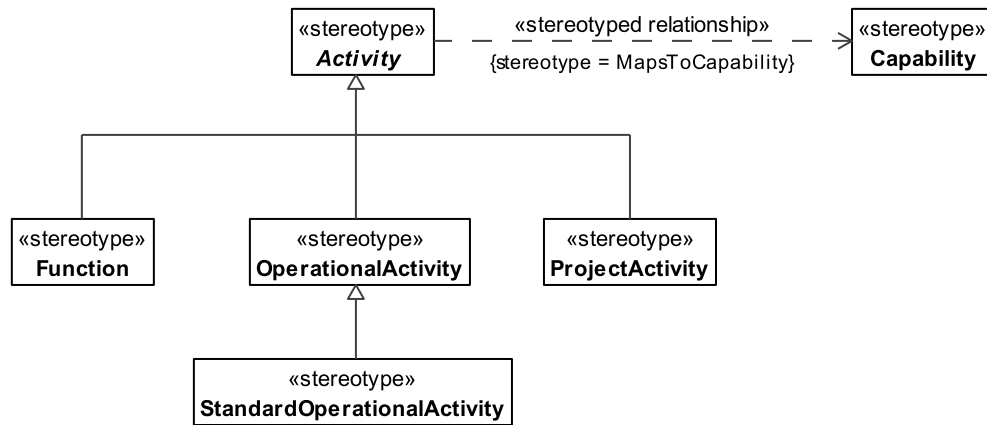 «stereotype»
Activity
«stereotyped relationship»
{stereotype = MapsToCapability}
«stereotype»
Capability
«stereotype»
Function
«stereotype»
OperationalActivity
«stereotype»
ProjectActivity
«stereotype»
StandardOperationalActivity